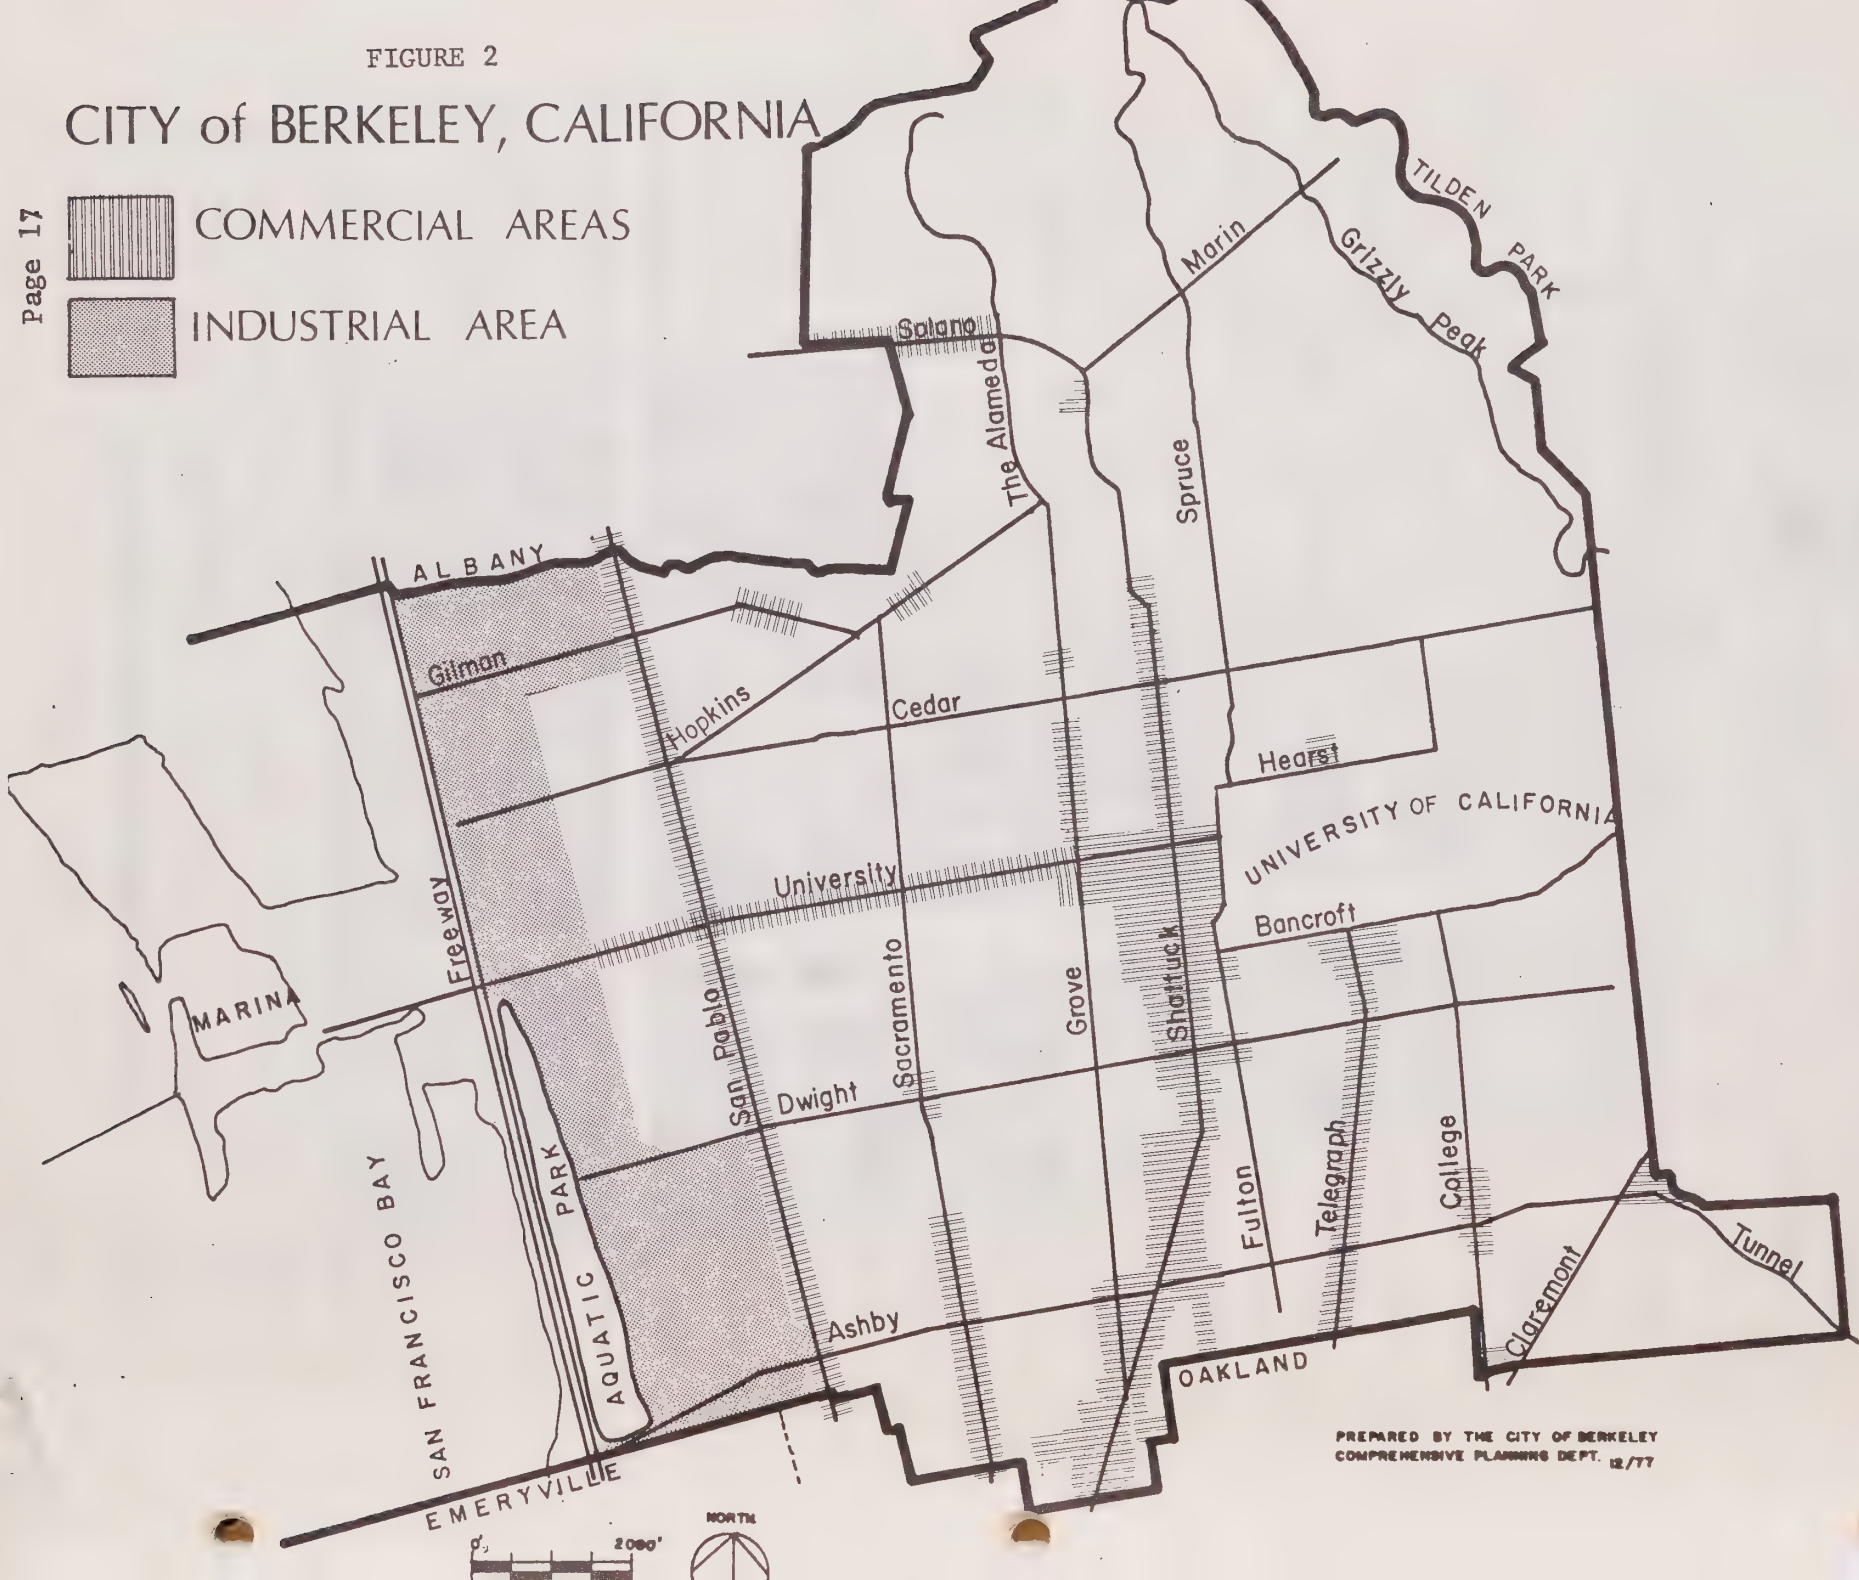 FIGURE 2
CITY of BERKELEY, CALIFORNIA
COMMERCIAL AREAS
INDUSTRIAL AREA
Page 17
TILDEN PARK
Marin
Grizzly Peak
Solano
The Alameda
Spruce
ALBANY
Gilman
Hopkins
Cedar
Hearst
UNIVERSITY OF CALIFORNIA
University
Freeway
Bancroft
MARINA
San Pablo
Sacramento
Grove
Shattuck
Dwight
Fulton
Telegraph
College
Claremont
Tunnel
AQUATIC PARK
SAN FRANCISCO BAY
Ashby
OAKLAND
EMERYVILLE
PREPARED BY THE CITY OF BERKELEY
COMPREHENSIVE PLANNING DEPT. 12/77
0' 2000'
NORTH